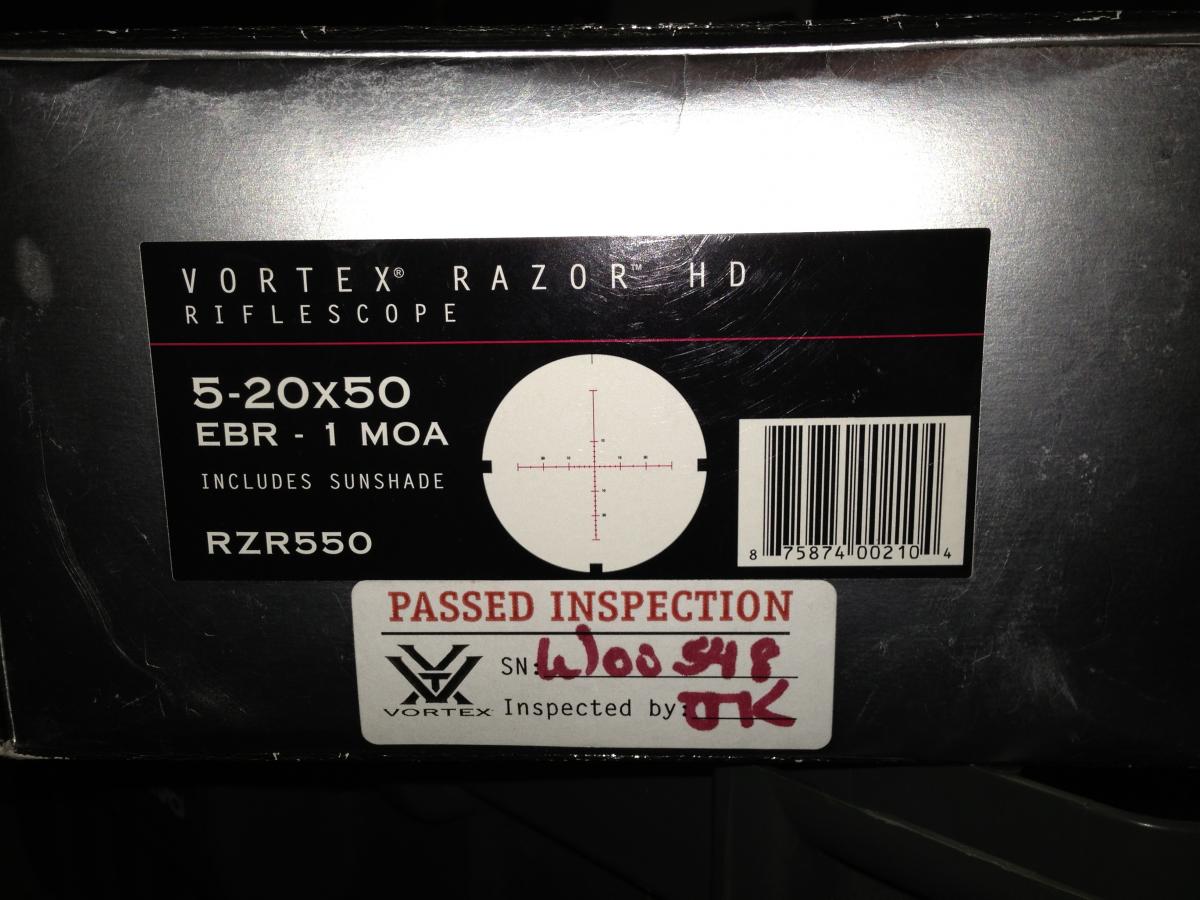 VORTEX® RAZOR™ HD
RIFLESCOPE
5-20x50
EBR - 1 MOA
INCLUDES SUNSHADE
RZR550
8 75874 00210 4
PASSED INSPECTION
SN: W00548
VORTEX
Inspected by: